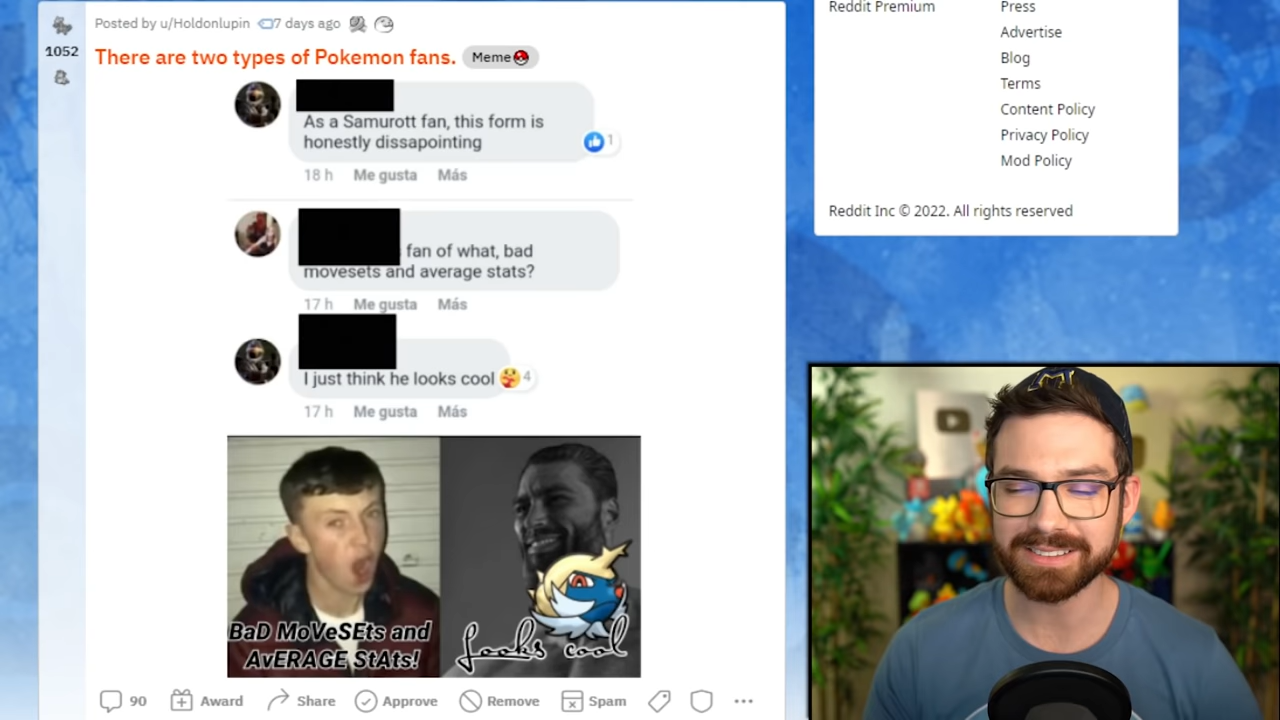 Posted by u/Holdonlupin 7 days ago
1052
There are two types of Pokemon fans. Meme
As a Samurott fan, this form is
honestly dissapointing
1
18 h Me gusta Más
fan of what, bad
movesets and average stats?
17 h Me gusta Más
I just think he looks cool 4
17 h Me gusta Más
BaD MoVeSEts and
AvERAGE StAts!
Looks cool
90 Award Share Approve Remove Spam
Reddit Premium
Press
Advertise
Blog
Terms
Content Policy
Privacy Policy
Mod Policy
Reddit Inc © 2022. All rights reserved